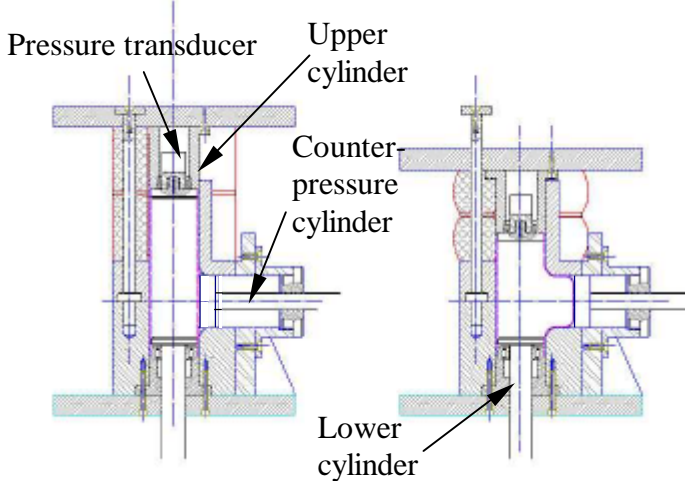 Pressure transducer
Upper
cylinder
Counter-
pressure
cylinder
Lower
cylinder